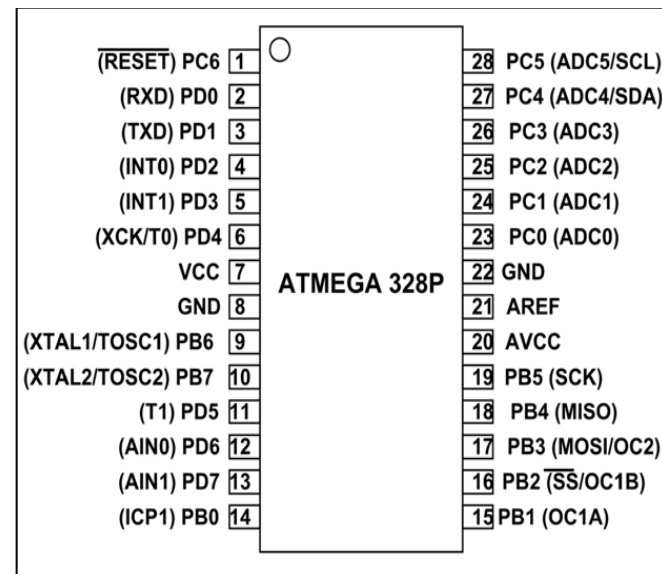 (RESET) PC6 1
(RXD) PD0 2
(TXD) PD1 3
(INT0) PD2 4
(INT1) PD3 5
(XCK/T0) PD4 6
VCC 7
GND 8
(XTAL1/TOSC1) PB6 9
(XTAL2/TOSC2) PB7 10
(T1) PD5 11
(AIN0) PD6 12
(AIN1) PD7 13
(ICP1) PB0 14
ATMEGA 328P
28 PC5 (ADC5/SCL)
27 PC4 (ADC4/SDA)
26 PC3 (ADC3)
25 PC2 (ADC2)
24 PC1 (ADC1)
23 PC0 (ADC0)
22 GND
21 AREF
20 AVCC
19 PB5 (SCK)
18 PB4 (MISO)
17 PB3 (MOSI/OC2)
16 PB2 (SS/OC1B)
15 PB1 (OC1A)